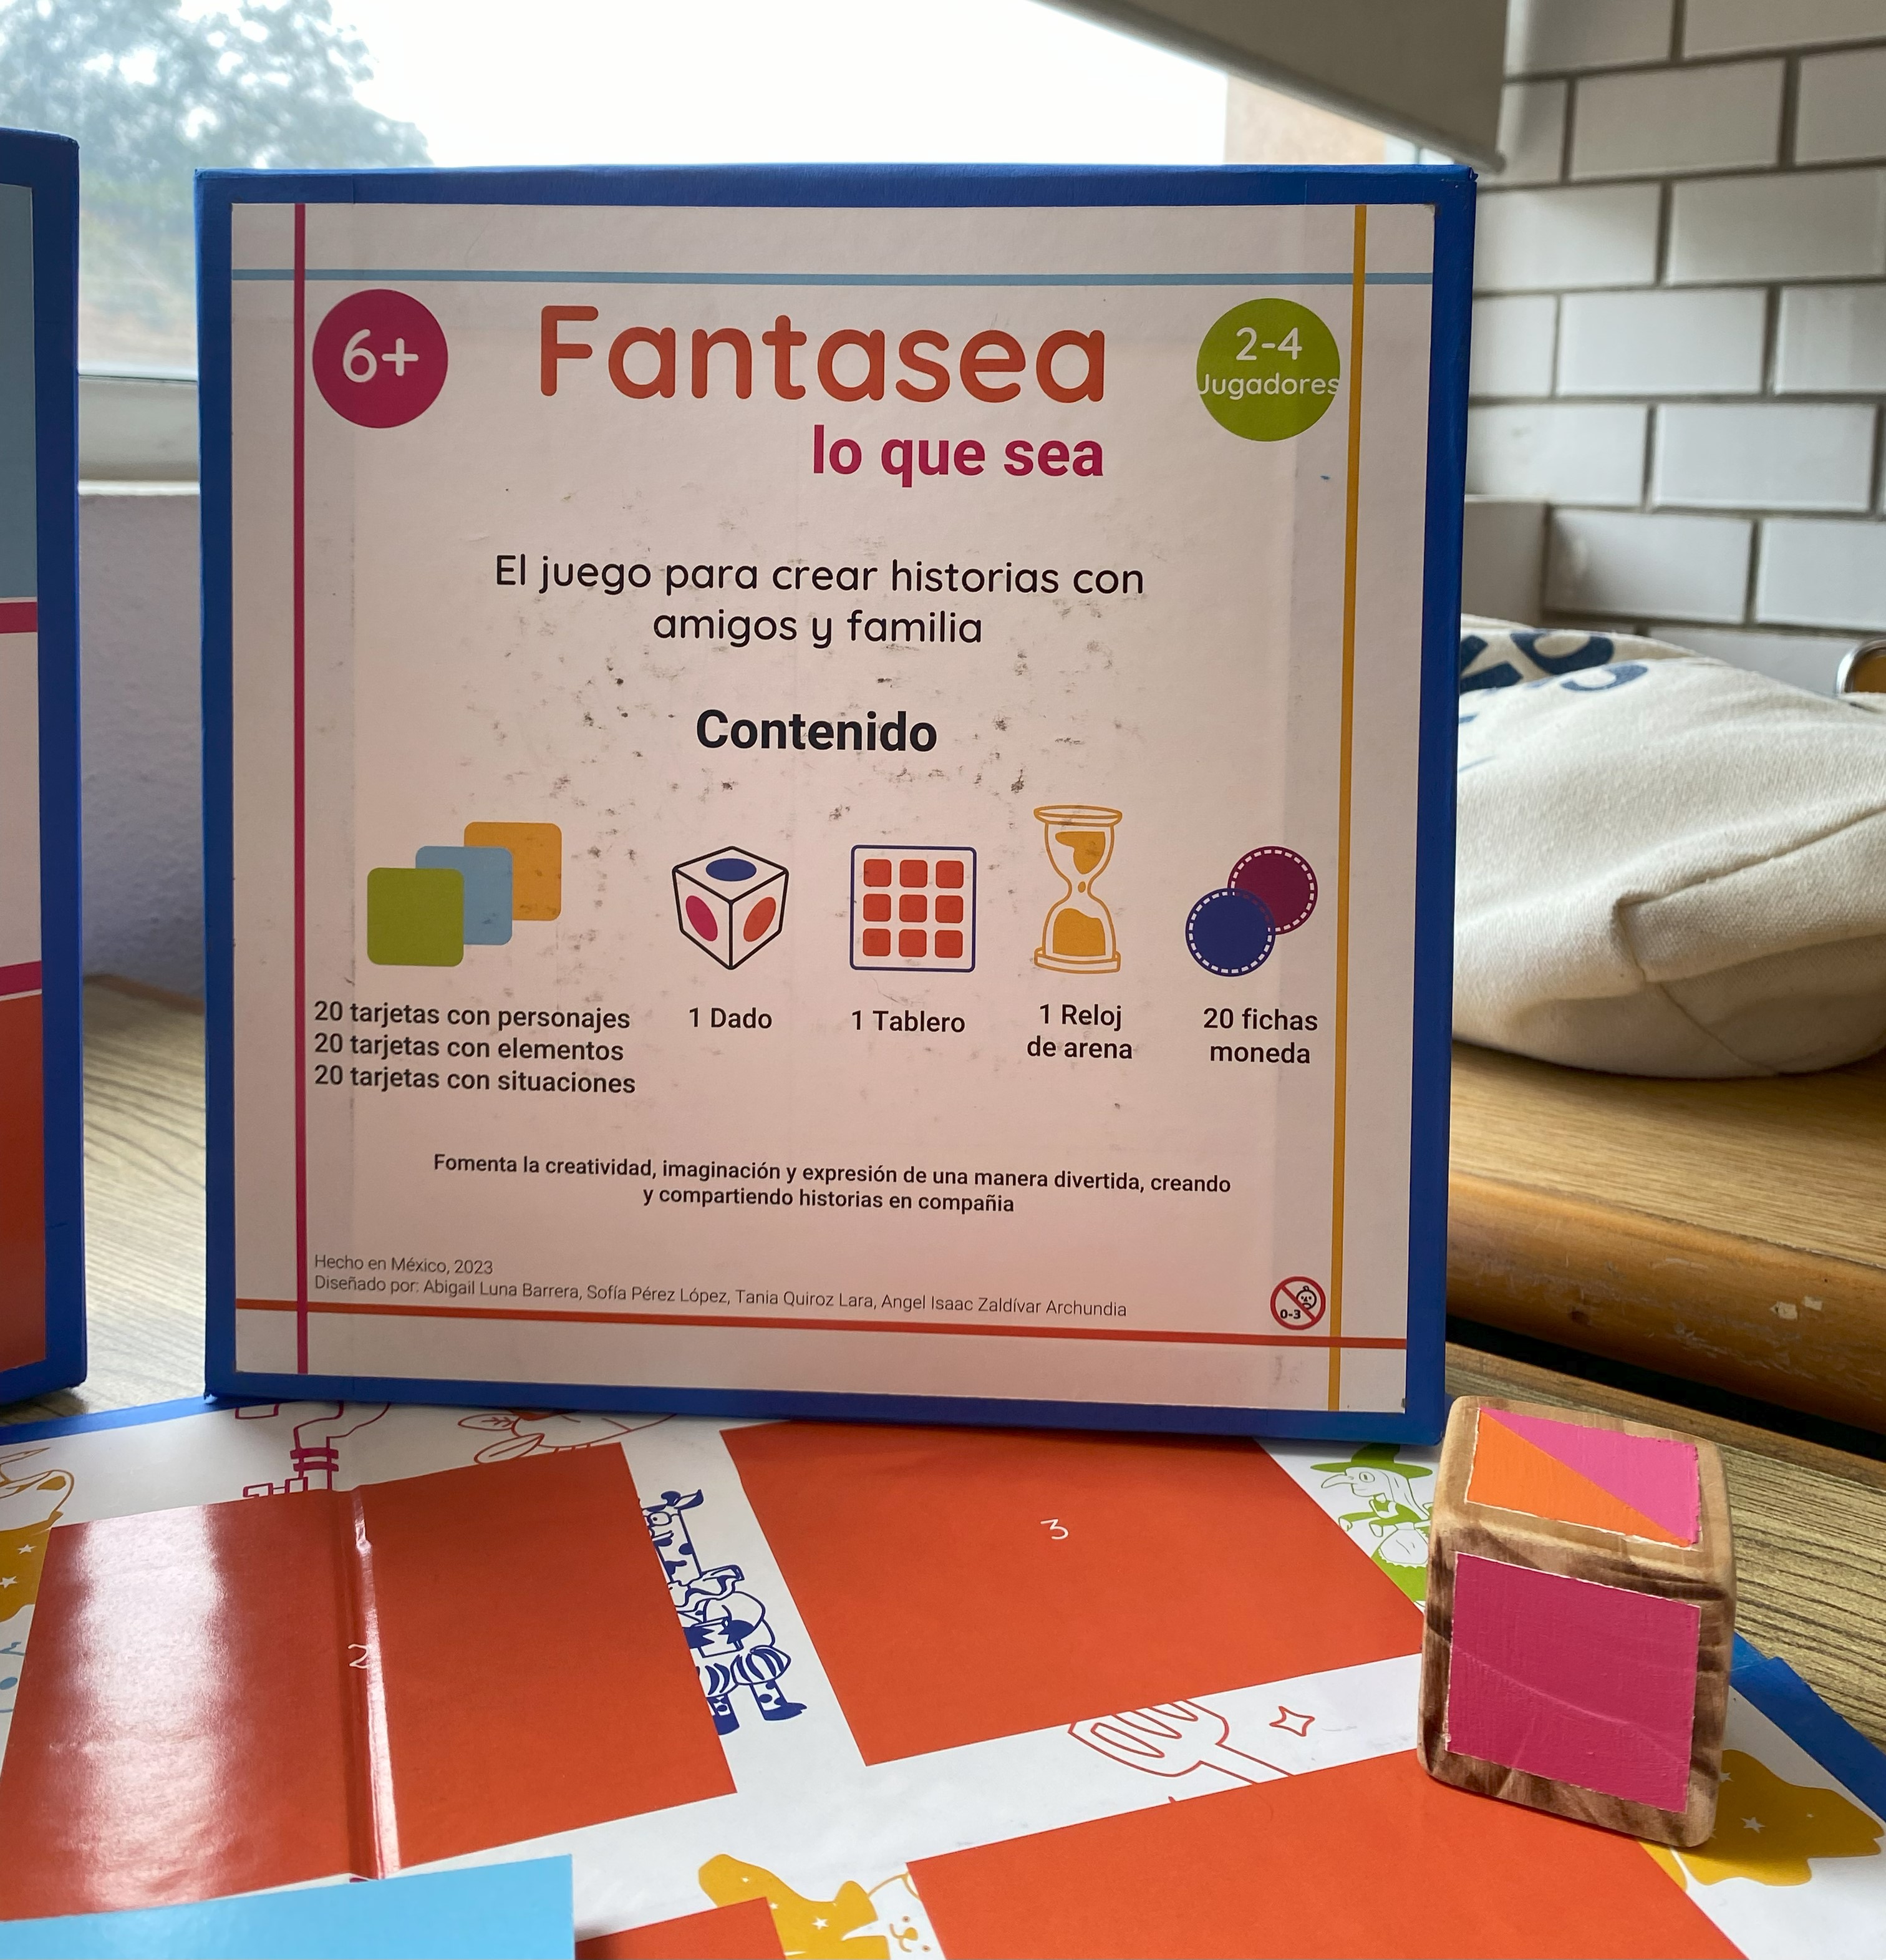 6+
Fantasea
lo que sea
2-4
Jugadores
El juego para crear historias con
amigos y familia
Contenido
20 tarjetas con personajes
20 tarjetas con elementos
20 tarjetas con situaciones
1 Dado
1 Tablero
1 Reloj
de arena
20 fichas
moneda
Fomenta la creatividad, imaginación y expresión de una manera divertida, creando
y compartiendo historias en compañia
Hecho en México, 2023
Diseñado por: Abigail Luna Barrera, Sofía Pérez López, Tania Quiroz Lara, Angel Isaac Zaldívar Archundia
0-3
3
2